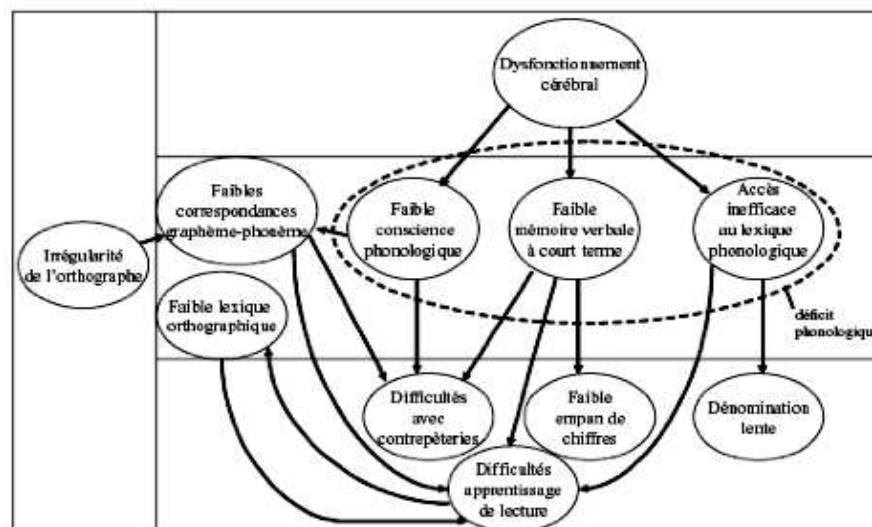 Dysfonctionnement
cérébral
Faibles
correspondances
graphème-phonème
Faible
conscience
phonologique
Faible
mémoire verbale
à court terme
Accès
inefficace
au lexique
phonologique
Irrégularité
de l'orthographe
Faible lexique
orthographique
déficit
phonologique
Difficultés
avec
contrepèteries
Faible
empan de
chiffres
Dénomination
lente
Difficultés
apprentissage
de lecture